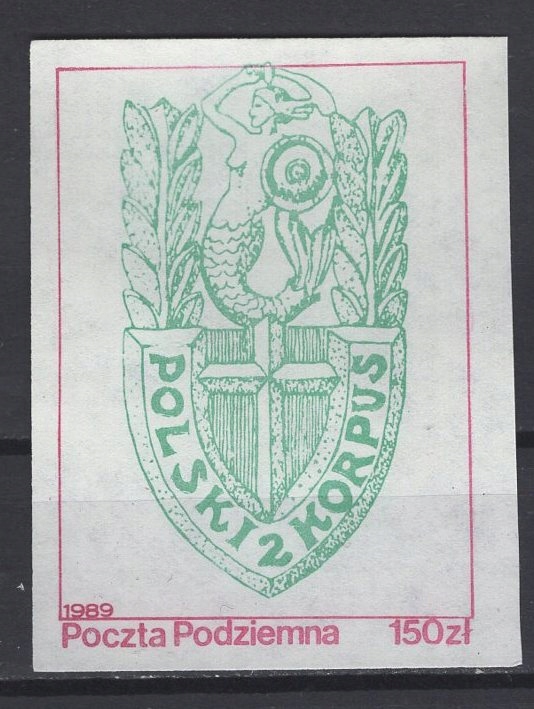 POLSKI 2 KORPUS
1989
Poczta Podziemna 150zł